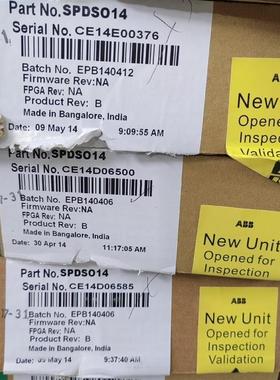 Part No. SPDSO14
Serial No. CE14E00376
Batch No. EPB140412
Firmware Rev:NA
FPGA Rev: NA
Product Rev: B
Made in Bangalore, India
Date: 09 May 14 9:09:55 AM
ABB
New Unit
Opened for
Inspection
Validation
Part No. SPDSO14
Serial No. CE14D06500
Batch No. EPB140406
Firmware Rev: NA
FPGA Rev: NA
Product Rev: B
Made in Bangalore, India
Date: 30 Apr 14 11:17:05 AM
ABB
New Unit
Opened for
Inspection
Validation
Part No. SPDSO14
Serial No. CE14D06585
Batch No. EPB140406
Firmware Rev:NA
FPGA Rev: NA
Product Rev: B
Made in Bangalore, India
May 14 9:37:40 AM
ABB
New Unit
Opened for
Inspection
Validation